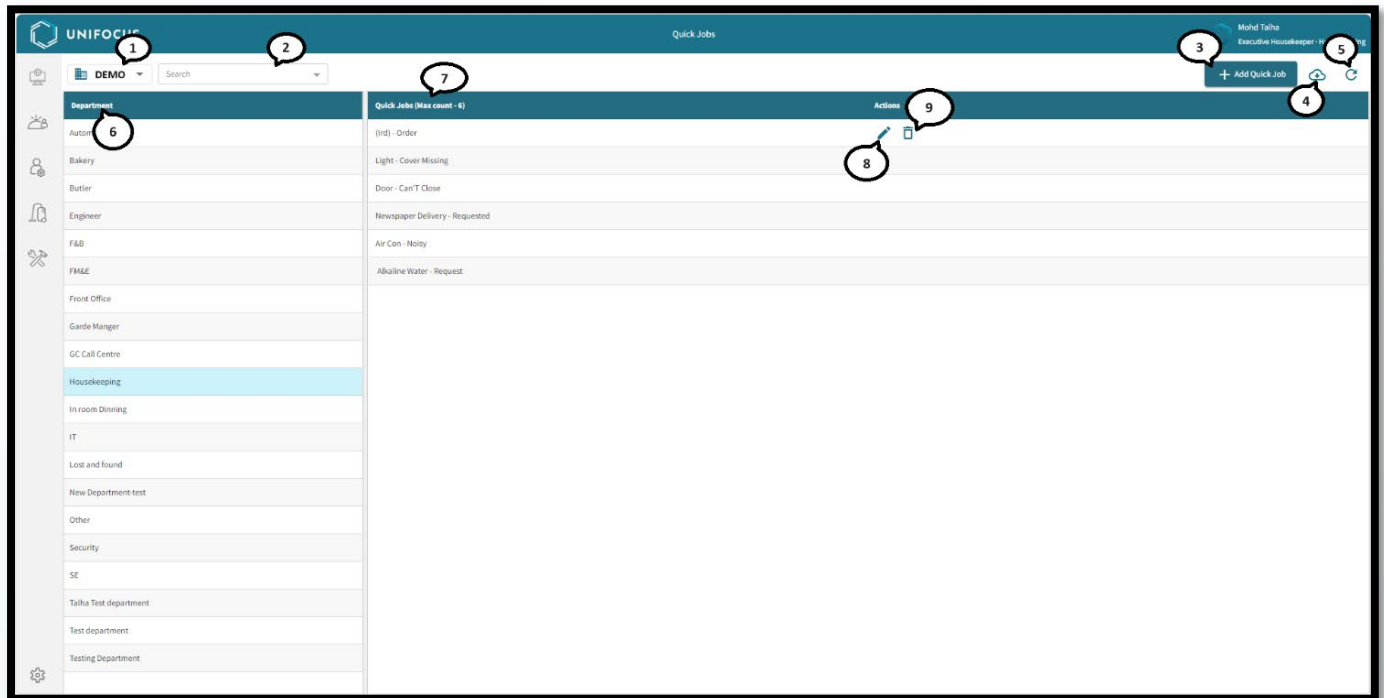 UNIFOCUS
Quick Jobs
Mohd Talha
Executive Housekeeper - Housekeeping
1
2
3
4
5
DEMO
Search
+ Add Quick Job
7
Department
Quick Jobs (Max count - 6)
Actions
9
6
(Ird) - Order
8
Bakery
Light - Cover Missing
Butler
Door - Can'T Close
Engineer
Newspaper Delivery - Requested
F&B
Air Con - Noisy
FM&E
Alkaline Water - Request
Front Office
Garde Manger
GC Call Centre
Housekeeping
In room Dinning
IT
Lost and found
New Department-test
Other
Security
SE
Talha Test department
Test department
Testing Department